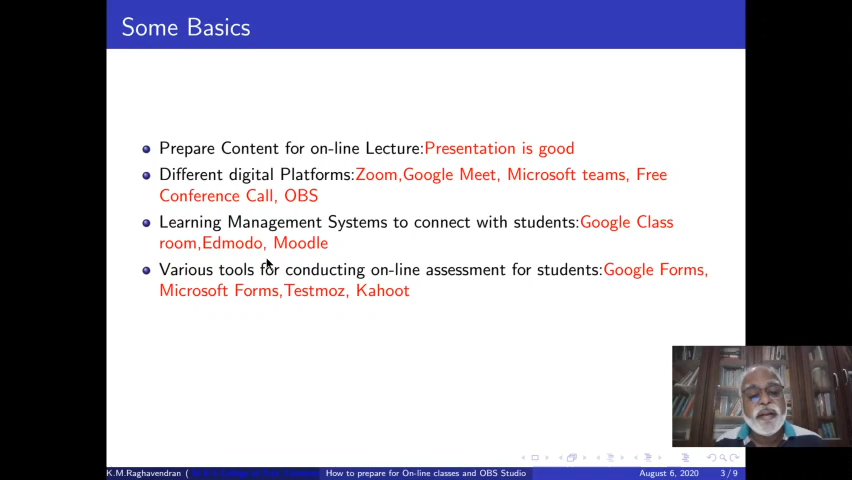 Some Basics
Prepare Content for on-line Lecture:Presentation is good
Different digital Platforms:Zoom,Google Meet, Microsoft teams, Free
Conference Call, OBS
Learning Management Systems to connect with students:Google Class
room,Edmodo, Moodle
Various tools for conducting on-line assessment for students:Google Forms,
Microsoft Forms,Testmoz, Kahoot
K.M.Raghavendran ( How to prepare for On-line classes and OBS Studio August 6, 2020 3 / 9